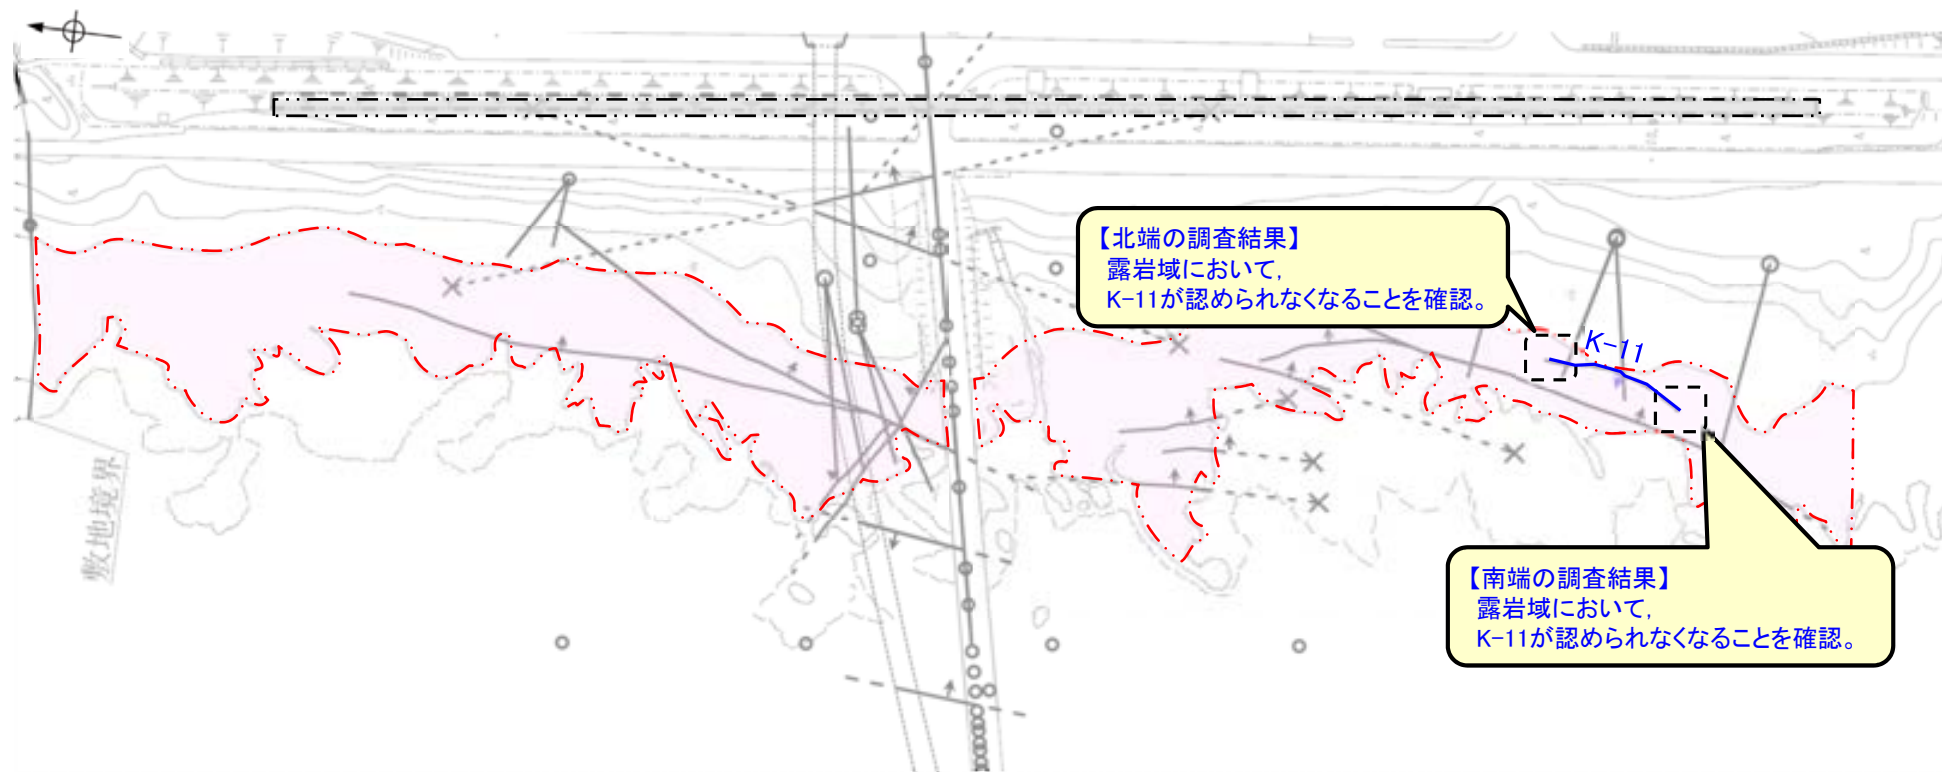 【北端の調査結果】
露岩域において,
K-11が認められなくなることを確認。
K-11
敷地境界
【南端の調査結果】
露岩域において,
K-11が認められなくなることを確認。